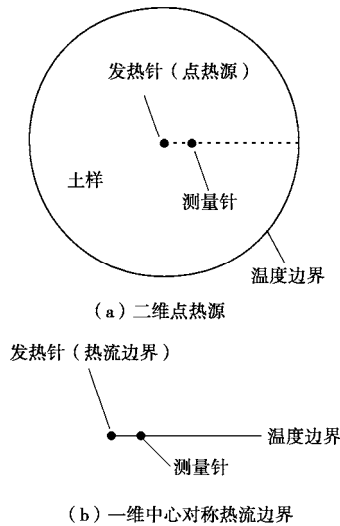 发热针（点热源）
土样
测量针
温度边界
（a）二维点热源
发热针（热流边界）
温度边界
测量针
（b）一维中心对称热流边界